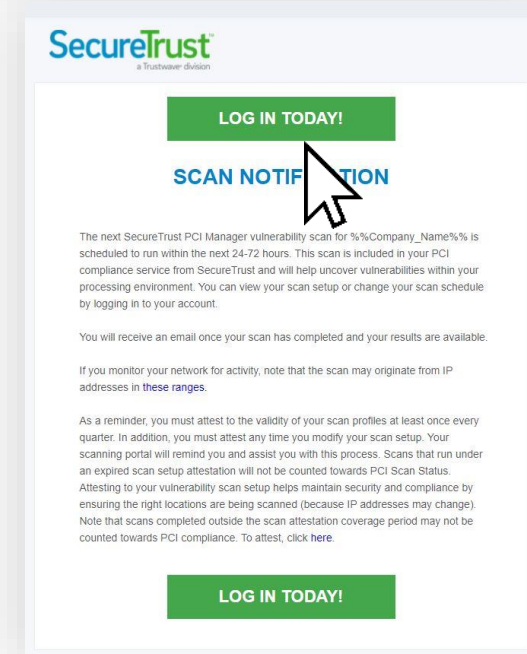 SecureTrust™
a Trustwave® division
LOG IN TODAY!
SCAN NOTIF TION
The next SecureTrust PCI Manager vulnerability scan for %%Company_Name%% is
scheduled to run within the next 24-72 hours. This scan is included in your PCI
compliance service from SecureTrust and will help uncover vulnerabilities within your
processing environment. You can view your scan setup or change your scan schedule
by logging in to your account.
You will receive an email once your scan has completed and your results are available.
If you monitor your network for activity, note that the scan may originate from IP
addresses in these ranges.
As a reminder, you must attest to the validity of your scan profiles at least once every
quarter. In addition, you must attest any time you modify your scan setup. Your
scanning portal will remind you and assist you with this process. Scans that run under
an expired scan setup attestation will not be counted towards PCI Scan Status.
Attesting to your vulnerability scan setup helps maintain security and compliance by
ensuring the right locations are being scanned (because IP addresses may change).
Note that scans completed outside the scan attestation coverage period may not be
counted towards PCI compliance. To attest, click here.
LOG IN TODAY!